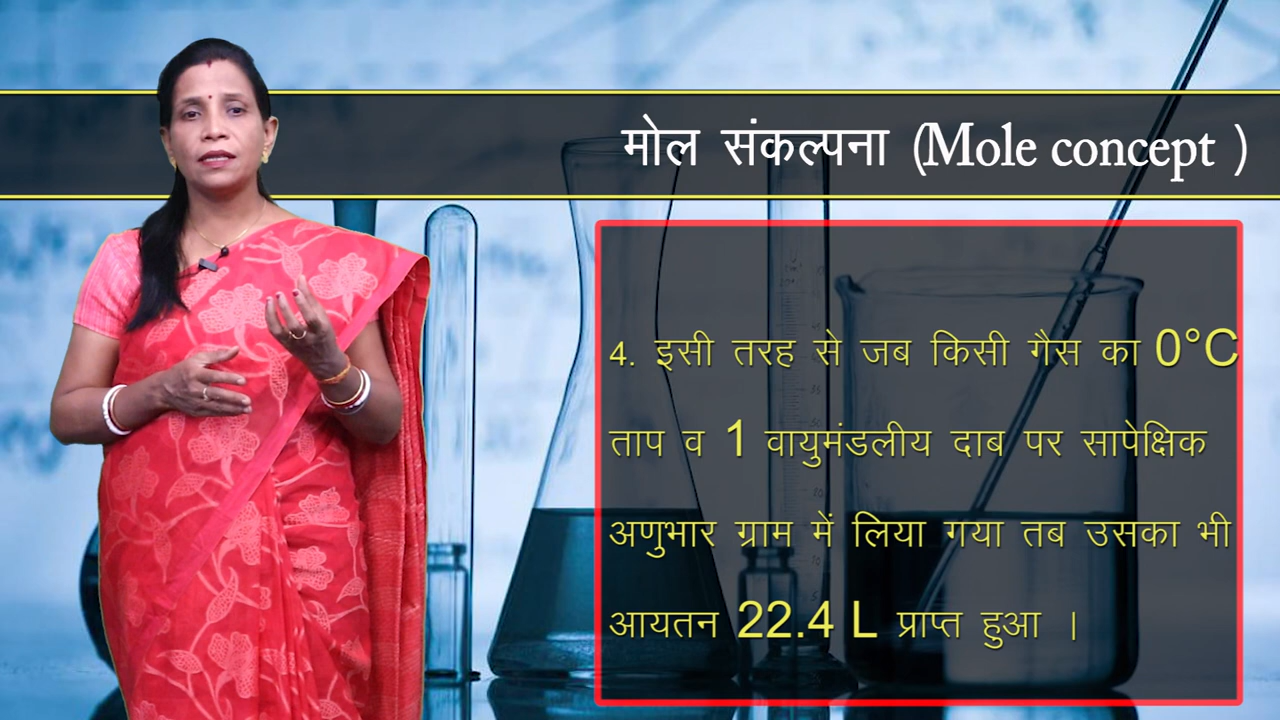 मोल संकल्पना (Mole concept )
4. इसी तरह से जब किसी गैस का 0°C
ताप व 1 वायुमंडलीय दाब पर सापेक्षिक
अणुभार ग्राम में लिया गया तब उसका भी
आयतन 22.4 L प्राप्त हुआ ।